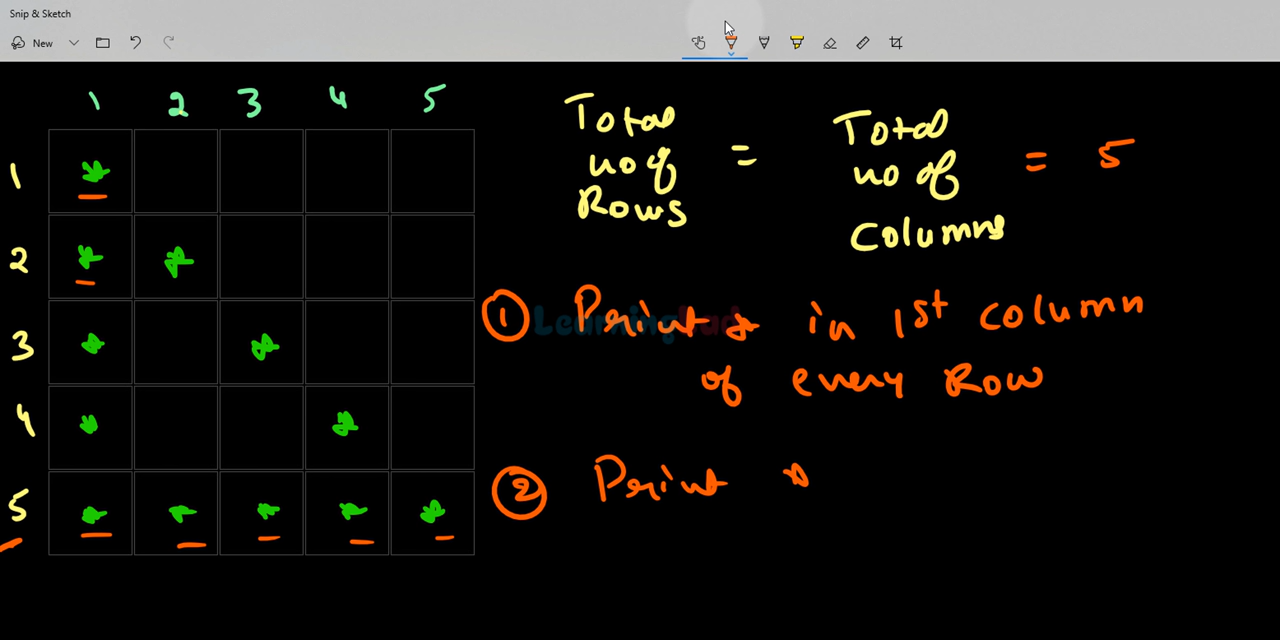 Snip & Sketch
New
1 2 3 4 5
1
2
3
4
5
Total
no of
Rows
=
Total
no of
Columns
= 5
① Print * in 1st column
of every Row
② Print *
LearningLad